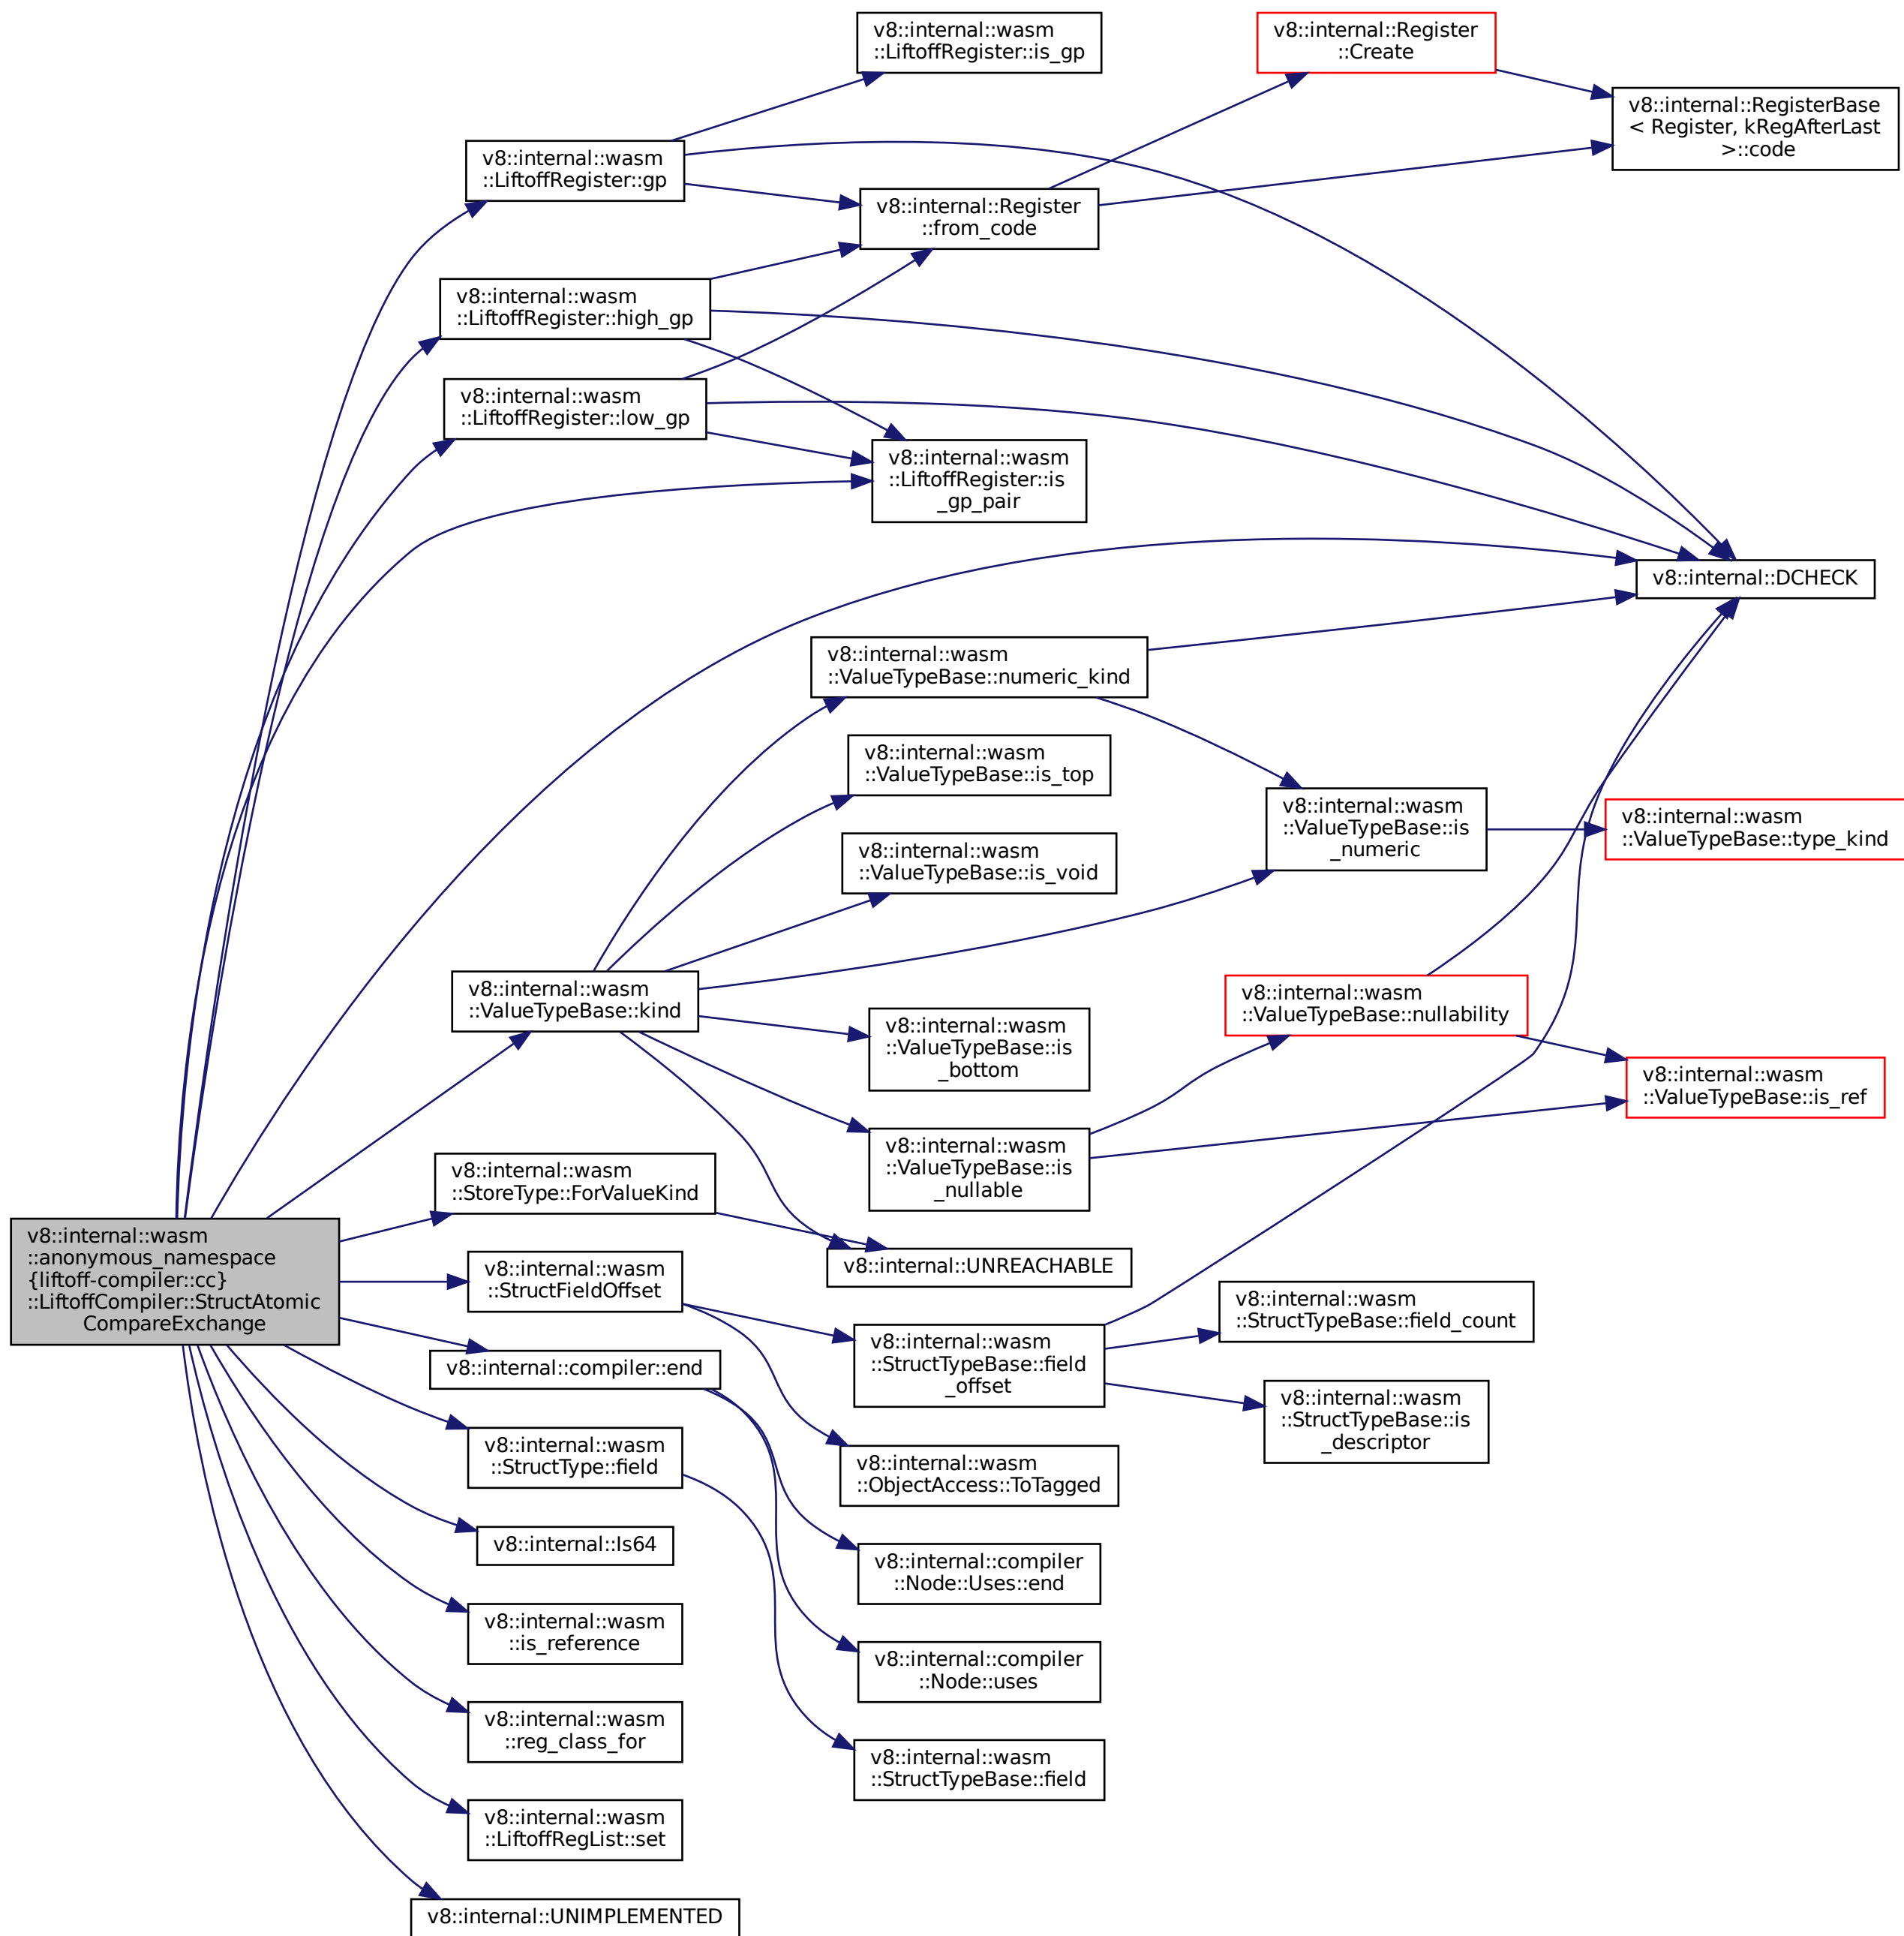 v8::internal::wasm
::LiftoffRegister::is_gp
v8::internal::Register
::Create
v8::internal::RegisterBase
< Register, kRegAfterLast
>::code
v8::internal::wasm
::LiftoffRegister::gp
v8::internal::Register
::from_code
v8::internal::wasm
::LiftoffRegister::high_gp
v8::internal::wasm
::LiftoffRegister::low_gp
v8::internal::wasm
::LiftoffRegister::is
_gp_pair
v8::internal::DCHECK
v8::internal::wasm
::ValueTypeBase::numeric_kind
v8::internal::wasm
::ValueTypeBase::is_top
v8::internal::wasm
::ValueTypeBase::is_void
v8::internal::wasm
::ValueTypeBase::is
_numeric
v8::internal::wasm
::ValueTypeBase::type_kind
v8::internal::wasm
::ValueTypeBase::kind
v8::internal::wasm
::ValueTypeBase::is
_bottom
v8::internal::wasm
::ValueTypeBase::nullability
v8::internal::wasm
::ValueTypeBase::is_ref
v8::internal::wasm
::ValueTypeBase::is
_nullable
v8::internal::wasm
::StoreType::ForValueKind
v8::internal::UNREACHABLE
v8::internal::wasm
::anonymous_namespace
{liftoff-compiler::cc}
::LiftoffCompiler::StructAtomic
CompareExchange
v8::internal::wasm
::StructFieldOffset
v8::internal::wasm
::StructTypeBase::field_count
v8::internal::compiler::end
v8::internal::wasm
::StructTypeBase::field
_offset
v8::internal::wasm
::StructTypeBase::is
_descriptor
v8::internal::wasm
::StructType::field
v8::internal::wasm
::ObjectAccess::ToTagged
v8::internal::Is64
v8::internal::compiler
::Node::Uses::end
v8::internal::wasm
::is_reference
v8::internal::compiler
::Node::uses
v8::internal::wasm
::reg_class_for
v8::internal::wasm
::StructTypeBase::field
v8::internal::wasm
::LiftoffRegList::set
v8::internal::UNIMPLEMENTED